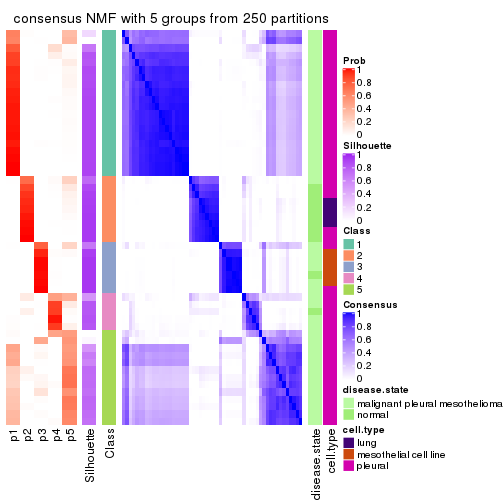 consensus NMF with 5 groups from 250 partitions
Prob
1
0.8
0.6
0.4
0.2
0
Silhouette
1
0.8
0.6
0.4
0.2
0
Class
1
2
3
4
5
Consensus
1
0.8
0.6
0.4
0.2
0
disease.state
malignant pleural mesothelioma
normal
cell.type
lung
mesothelial cell line
pleural
p1
p2
p3
p4
p5
Silhouette
Class
disease.state
cell.type